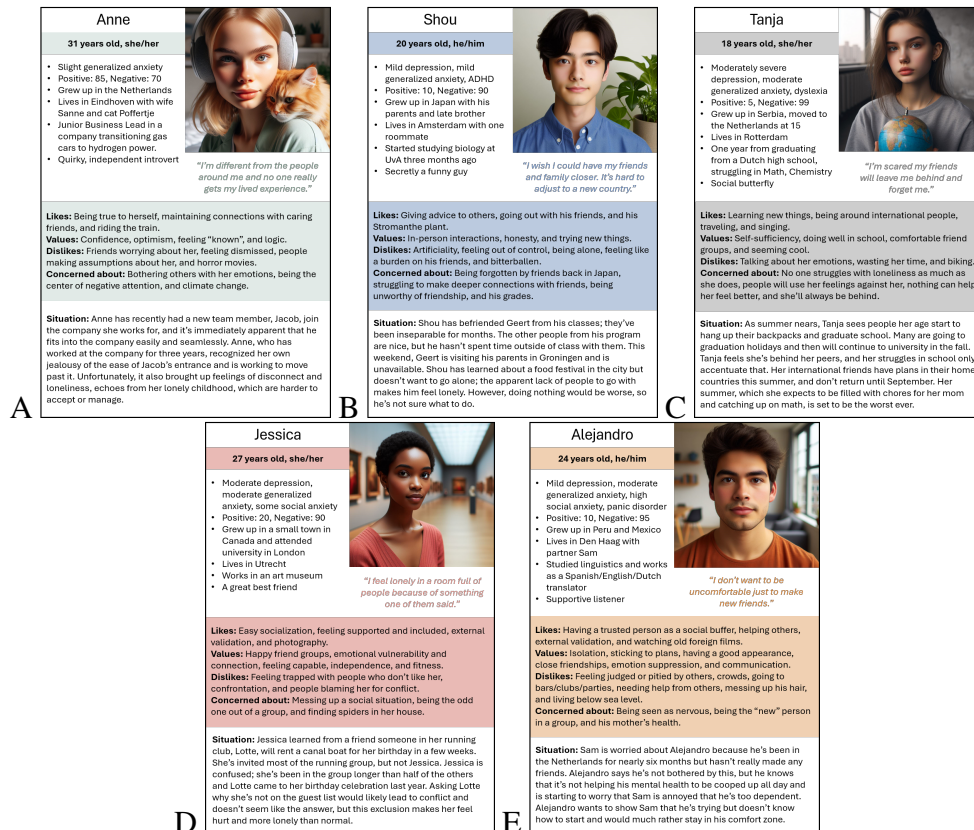 Anne
31 years old, she/her
• Slight generalized anxiety
• Positive: 85, Negative: 70
• Grew up in the Netherlands
• Lives in Eindhoven with wife
Sanne and cat Poffertje
• Junior Business Lead in a
company transitioning gas
cars to hydrogen power.
• Quirky, independent introvert
"I'm different from the people
around me and no one really
gets my lived experience."
Likes: Being true to herself, maintaining connections with caring
friends, and riding the train.
Values: Confidence, optimism, feeling "known", and logic.
Dislikes: Friends worrying about her, feeling dismissed, people
making assumptions about her, and horror movies.
Concerned about: Bothering others with her emotions, being the
center of negative attention, and climate change.
Situation: Anne has recently had a new team member, Jacob, join
the company she works for, and it's immediately apparent that he
fits into the company easily and seamlessly. Anne, who has
worked at the company for three years, recognized her own
jealousy of the ease of Jacob's entrance and is working to move
past it. Unfortunately, it also brought up feelings of disconnect and
loneliness, echoes from her lonely childhood, which are harder to
accept or manage.
A
Shou
20 years old, he/him
• Mild depression, mild
generalized anxiety, ADHD
• Positive: 10, Negative: 90
• Grew up in Japan with his
parents and late brother
• Lives in Amsterdam with one
roommate
• Started studying biology at
UvA three months ago
• Secretly a funny guy
"I wish I could have my friends
and family closer. It's hard to
adjust to a new country."
Likes: Giving advice to others, going out with his friends, and his
Stromanthe plant.
Values: In-person interactions, honesty, and trying new things.
Dislikes: Artificiality, feeling out of control, being alone, feeling like
a burden on his friends, and bitterballen.
Concerned about: Being forgotten by friends back in Japan,
struggling to make deeper connections with friends, being
unworthy of friendship, and his grades.
Situation: Shou has befriended Geert from his classes; they've
been inseparable for months. The other people from his program
are nice, but he hasn't spent time outside of class with them. This
weekend, Geert is visiting his parents in Groningen and is
unavailable. Shou has learned about a food festival in the city but
doesn't want to go alone; the apparent lack of people to go with
makes him feel lonely. However, doing nothing would be worse, so
he's not sure what to do.
B
Tanja
18 years old, she/her
• Moderately severe
depression, moderate
generalized anxiety, dyslexia
• Positive: 5, Negative: 99
• Grew up in Serbia, moved to
the Netherlands at 15
• Lives in Rotterdam
• One year from graduating
from a Dutch high school,
struggling in Math, Chemistry
• Social butterfly
"I'm scared my friends
will leave me behind and
forget me."
Likes: Learning new things, being around international people,
traveling, and singing.
Values: Self-sufficiency, doing well in school, comfortable friend
groups, and seeming cool.
Dislikes: Talking about her emotions, wasting her time, and biking.
Concerned about: No one struggles with loneliness as much as
she does, people will use her feelings against her, nothing can help
her feel better, and she'll always be behind.
Situation: As summer nears, Tanja sees people her age start to
hang up their backpacks and graduate school. Many are going to
graduation holidays and then will continue to university in the fall.
Tanja feels she's behind her peers, and her struggles in school only
accentuate that. Her international friends have plans in their home
countries this summer, and don't return until September. Her
summer, which she expects to be filled with chores for her mom
and catching up on math, is set to be the worst ever.
C
Jessica
27 years old, she/her
• Moderate depression,
moderate generalized
anxiety, some social anxiety
• Positive: 20, Negative: 90
• Grew up in a small town in
Canada and attended
university in London
• Lives in Utrecht
• Works in an art museum
• A great best friend
"I feel lonely in a room full of
people because of something
one of them said."
Likes: Easy socialization, feeling supported and included, external
validation, and photography.
Values: Happy friend groups, emotional vulnerability and
connection, feeling capable, independence, and fitness.
Dislikes: Feeling trapped with people who don't like her,
confrontation, and people blaming her for conflict.
Concerned about: Messing up a social situation, being the odd
one out of a group, and finding spiders in her house.
Situation: Jessica learned from a friend someone in her running
club, Lotte, will rent a canal boat for her birthday in a few weeks.
She's invited most of the running group, but not Jessica. Jessica is
confused; she's been in the group longer than half of the others
and Lotte came to her birthday celebration last year. Asking Lotte
why she's not on the guest list would likely lead to conflict and
doesn't seem like the answer, but this exclusion makes her feel
hurt and more lonely than normal.
D
Alejandro
24 years old, he/him
• Mild depression, moderate
generalized anxiety, high
social anxiety, panic disorder
• Positive: 10, Negative: 95
• Grew up in Peru and Mexico
• Lives in Den Haag with
partner Sam
• Studied linguistics and works
as a Spanish/English/Dutch
translator
• Supportive listener
"I don't want to be
uncomfortable just to make
new friends."
Likes: Having a trusted person as a social buffer, helping others,
external validation, and watching old foreign films.
Values: Isolation, sticking to plans, having a good appearance,
close friendships, emotion suppression, and communication.
Dislikes: Feeling judged or pitied by others, crowds, going to
bars/clubs/parties, needing help from others, messing up his hair,
and living below sea level.
Concerned about: Being seen as nervous, being the "new" person
in a group, and his mother's health.
Situation: Sam is worried about Alejandro because he's been in
the Netherlands for nearly six months but hasn't really made any
friends. Alejandro says he's not bothered by this, but he knows
that it's not helping his mental health to be cooped up all day and
is starting to worry that Sam is annoyed that he's too dependent.
Alejandro wants to show Sam that he's trying but doesn't know
how to start and would much rather stay in his comfort zone.
E